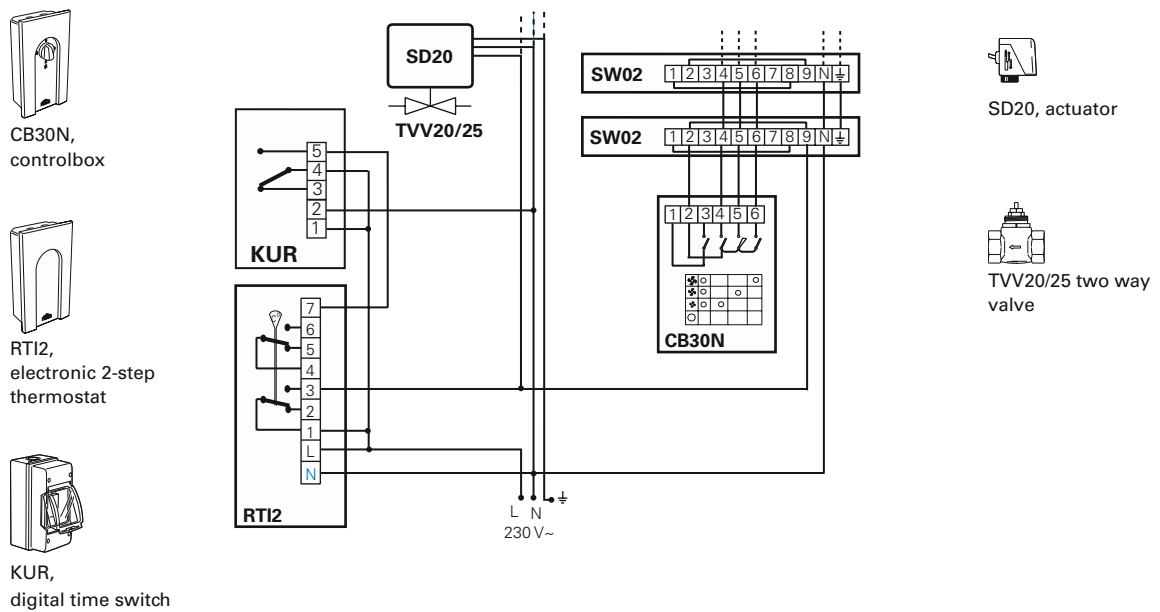 CB30N,
controlbox
RTI2,
electronic 2-step
thermostat
KUR,
digital time switch
SD20
TVV20/25
5
4
3
2
1
KUR
7
6
5
4
3
2
1
L
N
RTI2
L N
230 V~
SW02 1 2 3 4 5 6 7 8 9 N
SW02 1 2 3 4 5 6 7 8 9 N
1 2 3 4 5 6
CB30N
SD20, actuator
TVV20/25 two way
valve